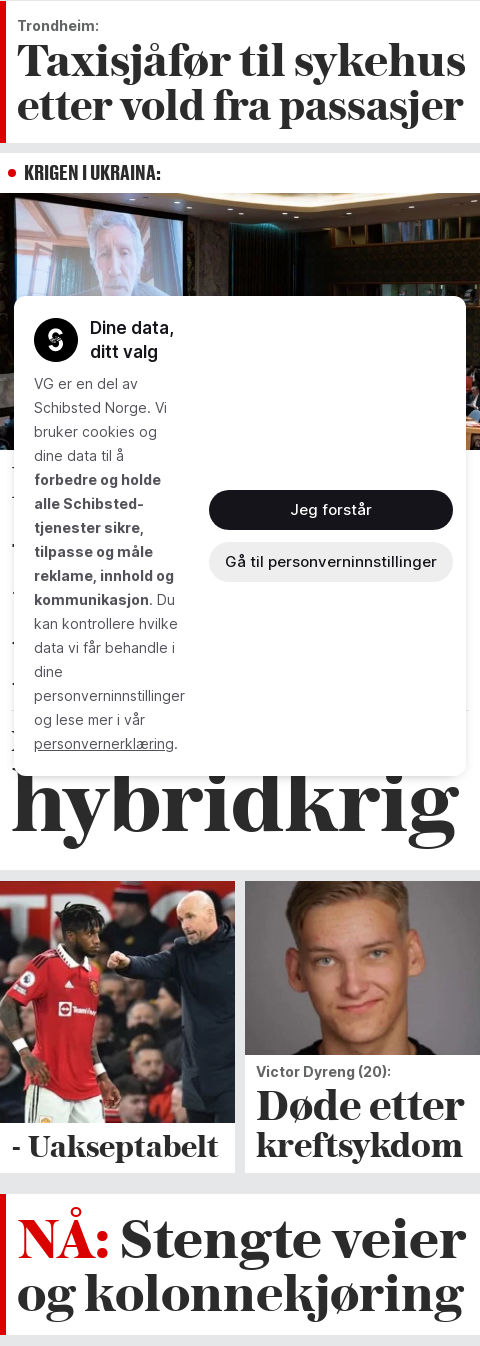 Trondheim:
Taxisjåfør til sykehus
etter vold fra passasjer
KRIGEN I UKRAINA:
Dine data,
ditt valg
VG er en del av
Schibsted Norge. Vi
bruker cookies og
dine data til å
forbedre og holde
alle Schibsted-
tjenester sikre,
tilpasse og måle
reklame, innhold og
kommunikasjon. Du
kan kontrollere hvilke
data vi får behandle i
dine
personverninnstillinger
og lese mer i vår
personvernerklæring.
Jeg forstår
Gå til personverninnstillinger
hybridkrig
- Uakseptabelt
Victor Dyreng (20):
Døde etter
kreftsykdom
NÅ: Stengte veier
og kolonnekjøring